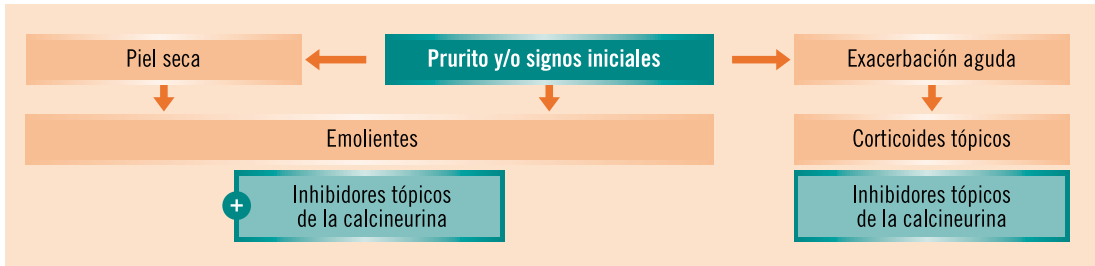 Piel seca
Prurito y/o signos iniciales
Exacerbación aguda
Emolientes
Corticoides tópicos
+
Inhibidores tópicos
de la calcineurina
Inhibidores tópicos
de la calcineurina